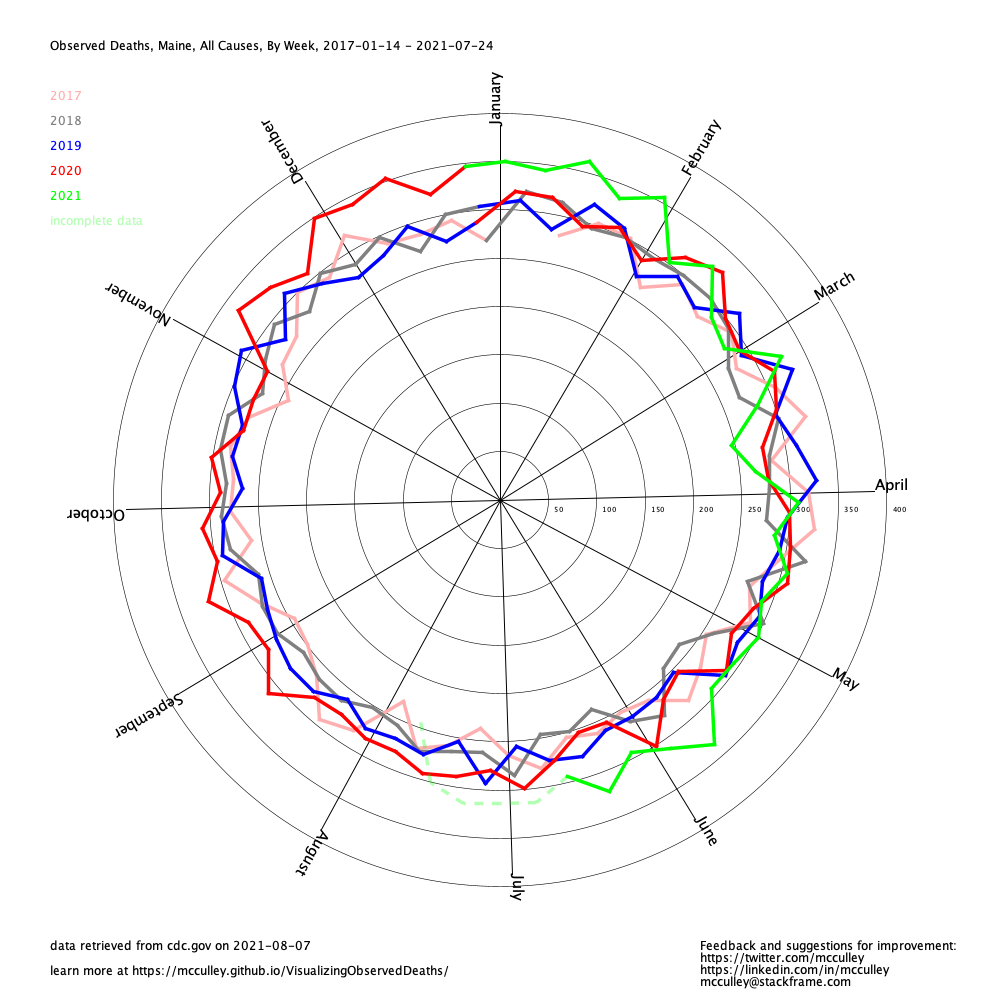 Observed Deaths, Maine, All Causes, By Week, 2017-01-14 - 2021-07-24
2017
2018
2019
2020
2021
incomplete data
January
February
March
April
May
June
July
August
September
October
November
December
50
100
150
200
250
300
350
400
data retrieved from cdc.gov on 2021-08-07
learn more at https://mcculley.github.io/VisualizingObservedDeaths/
Feedback and suggestions for improvement:
https://twitter.com/mcculley
https://linkedin.com/in/mcculley
mcculley@stackframe.com